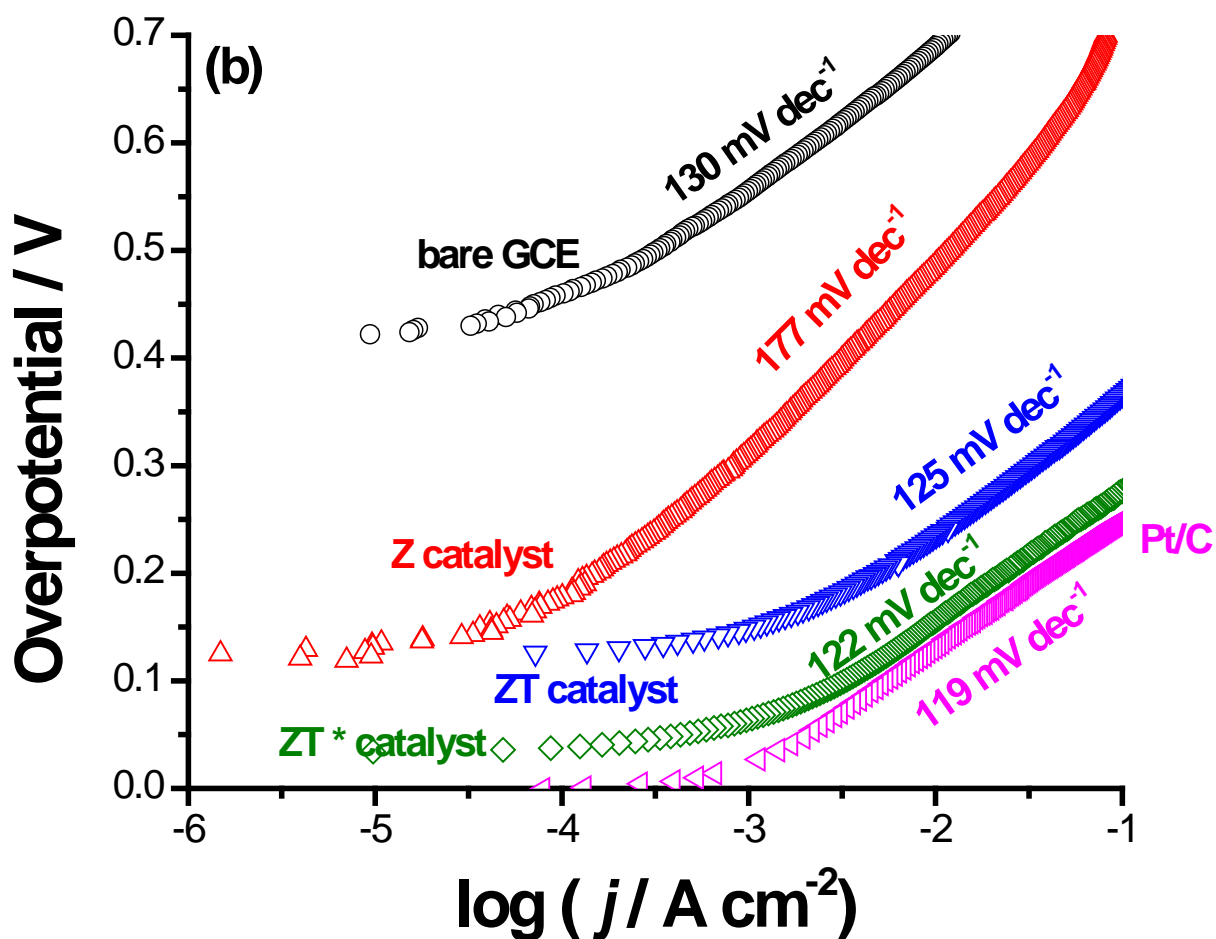 (b)
0.7
0.6
0.5
0.4
0.3
0.2
0.1
0.0
Overpotential / V
130 mV dec⁻¹
bare GCE
177 mV dec⁻¹
Z catalyst
125 mV dec⁻¹
ZT catalyst
122 mV dec⁻¹
ZT * catalyst
119 mV dec⁻¹
Pt/C
-6 -5 -4 -3 -2 -1
log ( j / A cm⁻²)